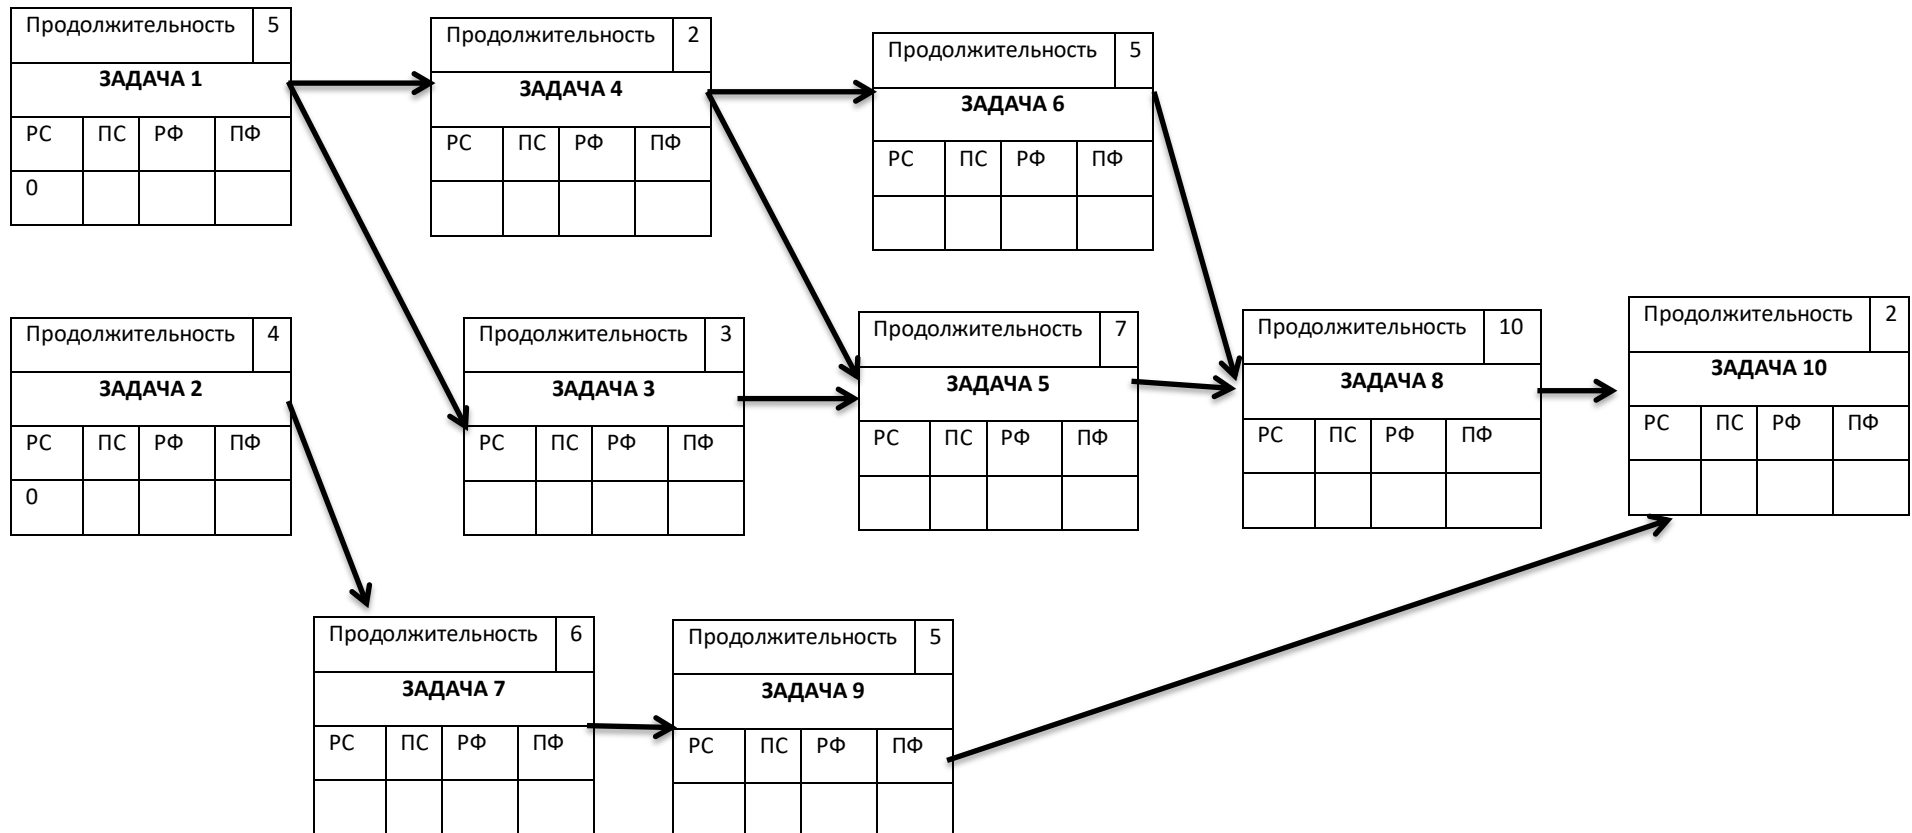 Продолжительность 5
ЗАДАЧА 1
РС ПС РФ ПФ
0
Продолжительность 2
ЗАДАЧА 4
РС ПС РФ ПФ
Продолжительность 5
ЗАДАЧА 6
РС ПС РФ ПФ
Продолжительность 4
ЗАДАЧА 2
РС ПС РФ ПФ
0
Продолжительность 3
ЗАДАЧА 3
РС ПС РФ ПФ
Продолжительность 7
ЗАДАЧА 5
РС ПС РФ ПФ
Продолжительность 10
ЗАДАЧА 8
РС ПС РФ ПФ
Продолжительность 2
ЗАДАЧА 10
РС ПС РФ ПФ
Продолжительность 6
ЗАДАЧА 7
РС ПС РФ ПФ
Продолжительность 5
ЗАДАЧА 9
РС ПС РФ ПФ